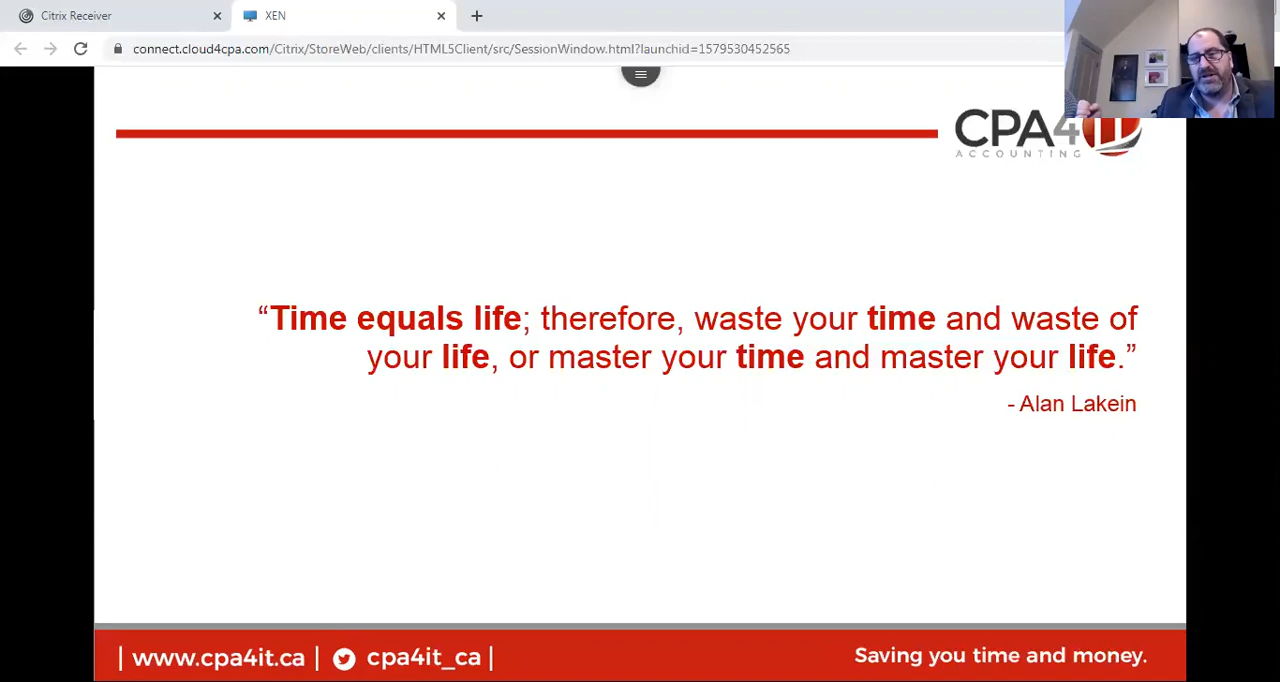 Citrix Receiver
XEN
connect.cloud4cpa.com/Citrix/StoreWeb/clients/HTML5Client/src/SessionWindow.html?launchid=1579530452565
CPA4it
ACCOUNTING
“Time equals life; therefore, waste your time and waste of
your life, or master your time and master your life.”
- Alan Lakein
| www.cpa4it.ca | cpa4it_ca |
Saving you time and money.